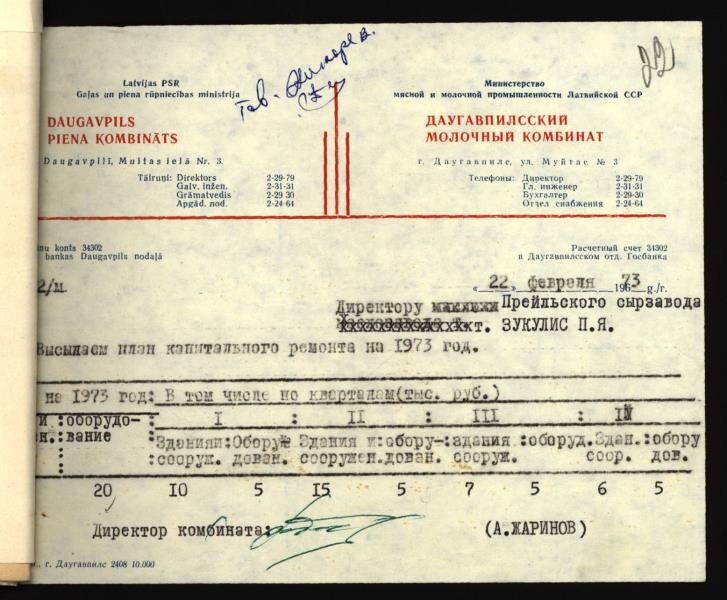 22
Тов.
Latvijas PSR
Gaļas un piena rūpniecības ministrija
DAUGAVPILS
PIENA KOMBINĀTS
Daugavpilī, Muitas ielā Nr. 3.
Tālruņi: Direktors 2-29-79
Galv. inžen. 2-31-31
Grāmatvedis 2-29 30
Apgād. nod. 2-24-64
Министерство
мясной и молочной промышленности Латвийской ССР
ДАУГАВПИЛССКИЙ
МОЛОЧНЫЙ КОМБИНАТ
г. Даугавпилс, ул. Муйтас № 3
Телефоны: Директор 2-29-79
Гл. инженер 2-31-31
Бухгалтер 2-29-30
Отдел снабжения 2-24-64
inu konts 34302
bankas Daugavpils nodaļā
Расчетный счет 34302
в Даугавпилсском отд. Госбанка
2/м
„ 22 „ февраля 196 73 g./г.
Директору Прейльского сырзавода
т. ЗУКУЛИС П.Я.
Высылаем план капитального ремонта на 1973 год.
на 1973 год: В том числе по кварталам(тыс. руб.)
и :оборудо- : I : II : III : IV
н.:вание :Здания и:Оборуж Здания и:обору-:здания :оборуд.Здан.:обору
: :сооруж. дован. сооружен.дован. сооруж. соор. дов.
20 10 5 15 5 7 5 6 5
Директор комбината: (А.ЖАРИНОВ)
г. Даугавпилс 2408 10.000